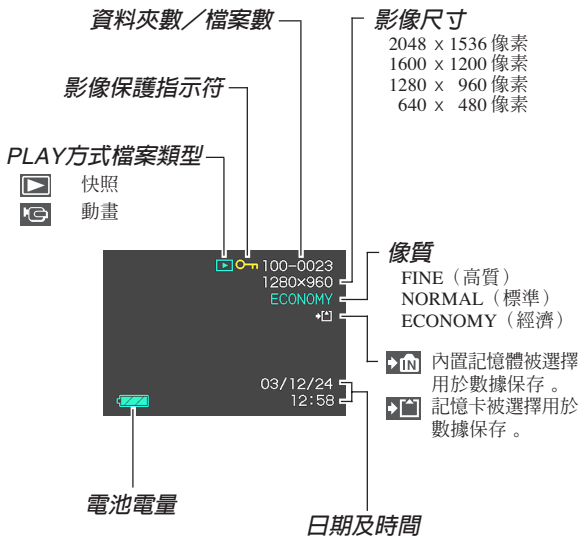 資料夾數／檔案數
影像尺寸
2048 x 1536 像素
1600 x 1200 像素
1280 x 960 像素
640 x 480 像素
影像保護指示符
PLAY方式檔案類型
快照
動畫
100-0023
1280×960
ECONOMY
03/12/24
12:58
像質
FINE（高質）
NORMAL（標準）
ECONOMY（經濟）
IN 內置記憶體被選擇
用於數據保存。
記憶卡被選擇用於
數據保存。
電池電量
日期及時間